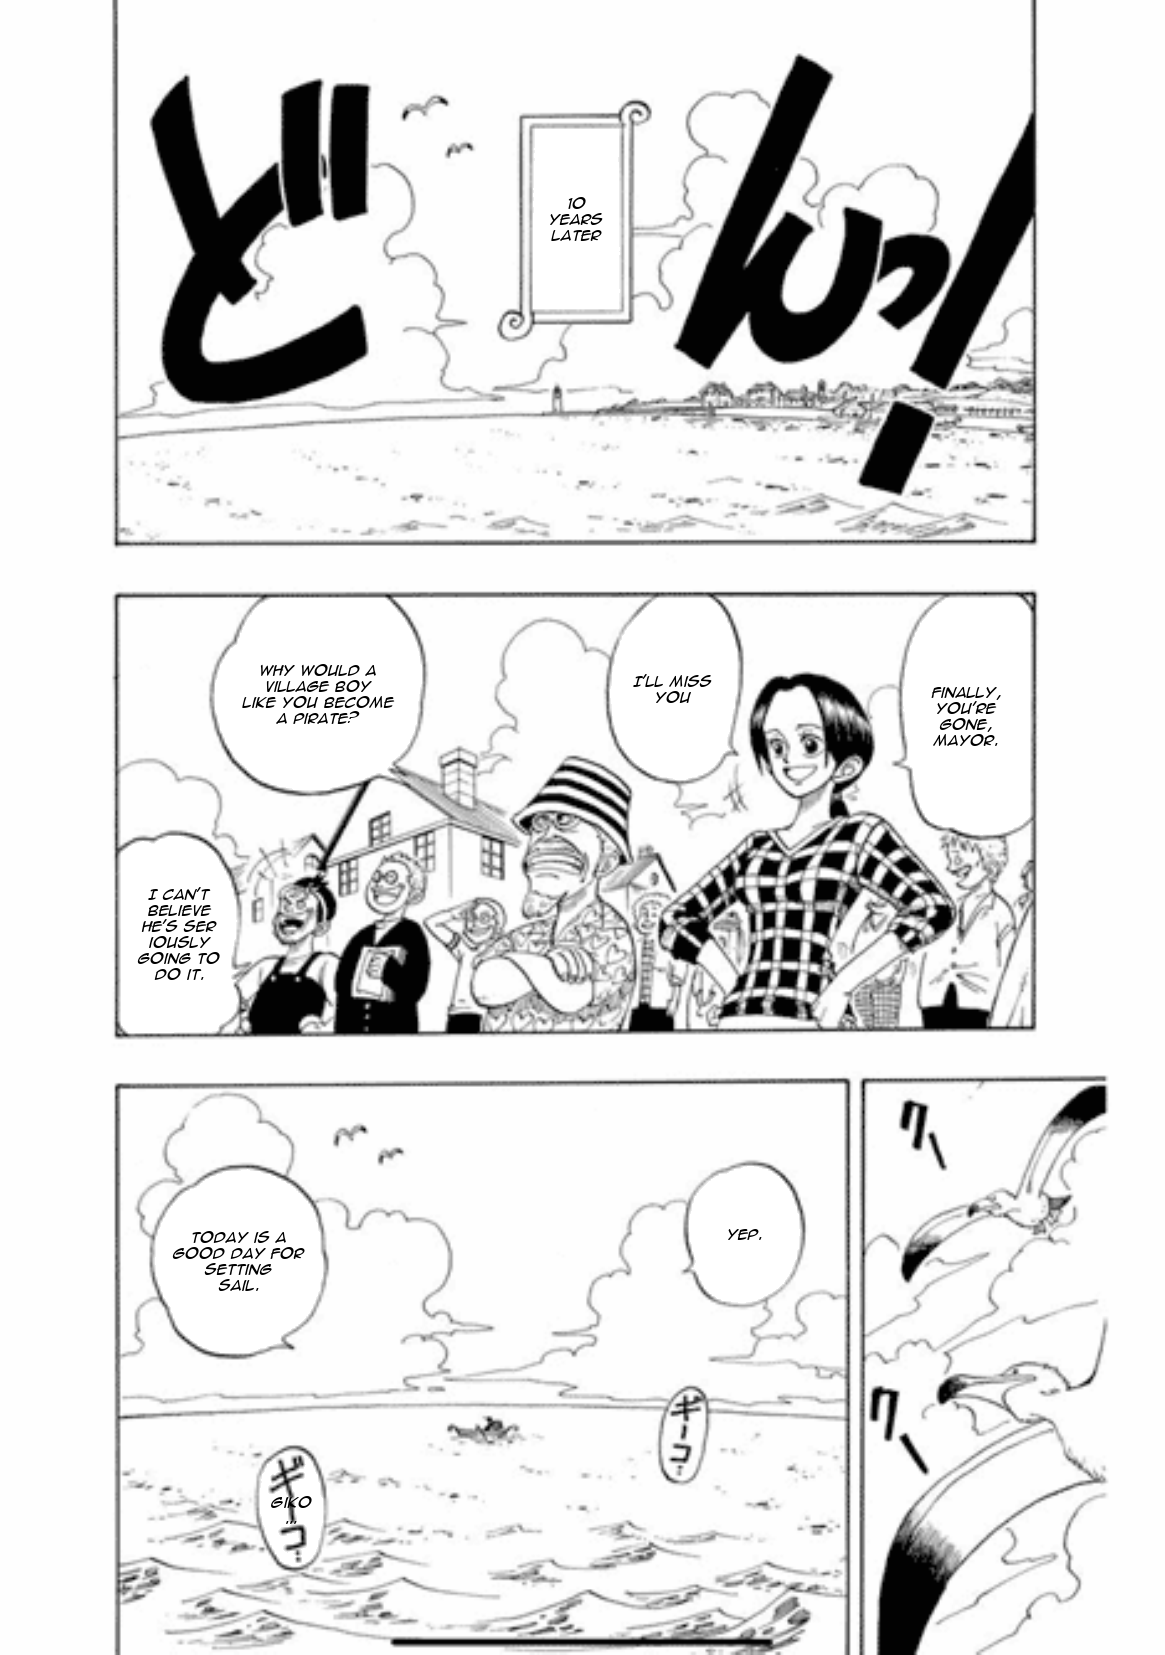 どんっ!!
10
YEARS
LATER
FINALLY,
YOU'RE
GONE,
MAYOR.
I'LL MISS
YOU
WHY WOULD A
VILLAGE BOY
LIKE YOU BECOME
A PIRATE?
I CAN'T
BELIEVE
HE'S SER
IOUSLY
GOING TO
DO IT.
クー
クー
YEP.
TODAY IS A
GOOD DAY FOR
SETTING
SAIL.
ギーコ…
ギーコ…
GIKO
...